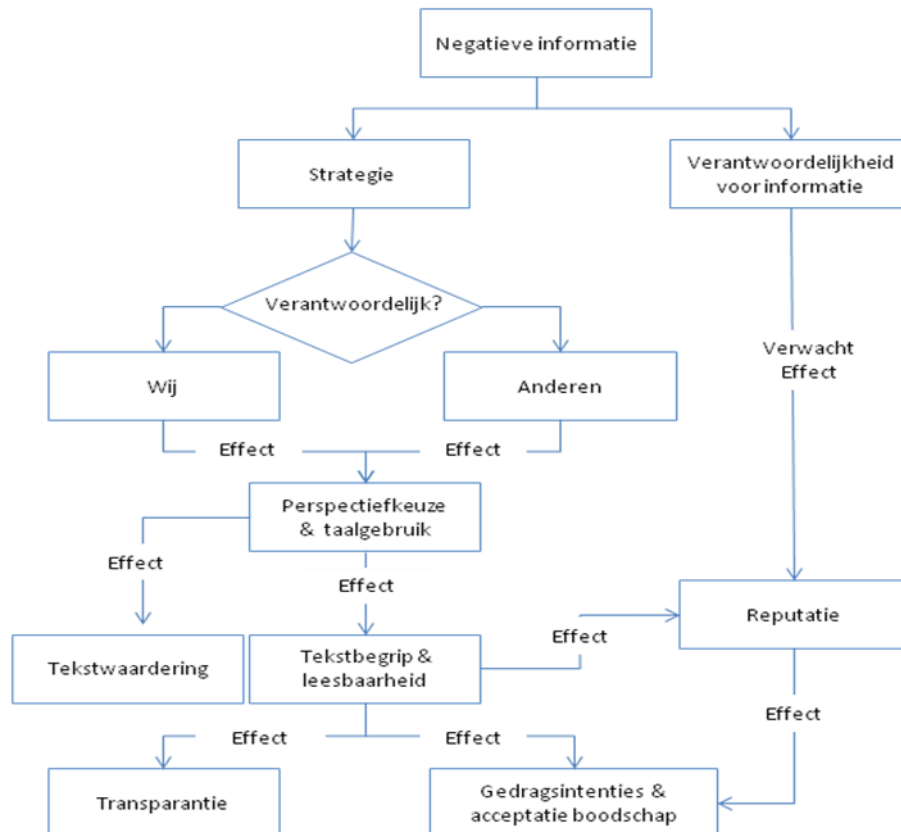 Negatieve informatie
Strategie
Verantwoordelijkheid
voor informatie
Verantwoordelijk?
Verwacht
Effect
Wij
Anderen
Effect
Effect
Perspectiefkeuze
& taalgebruik
Effect
Effect
Reputatie
Effect
Tekstwaardering
Tekstbegrip &
leesbaarheid
Effect
Effect
Effect
Transparantie
Gedragsintenties &
acceptatie boodschap